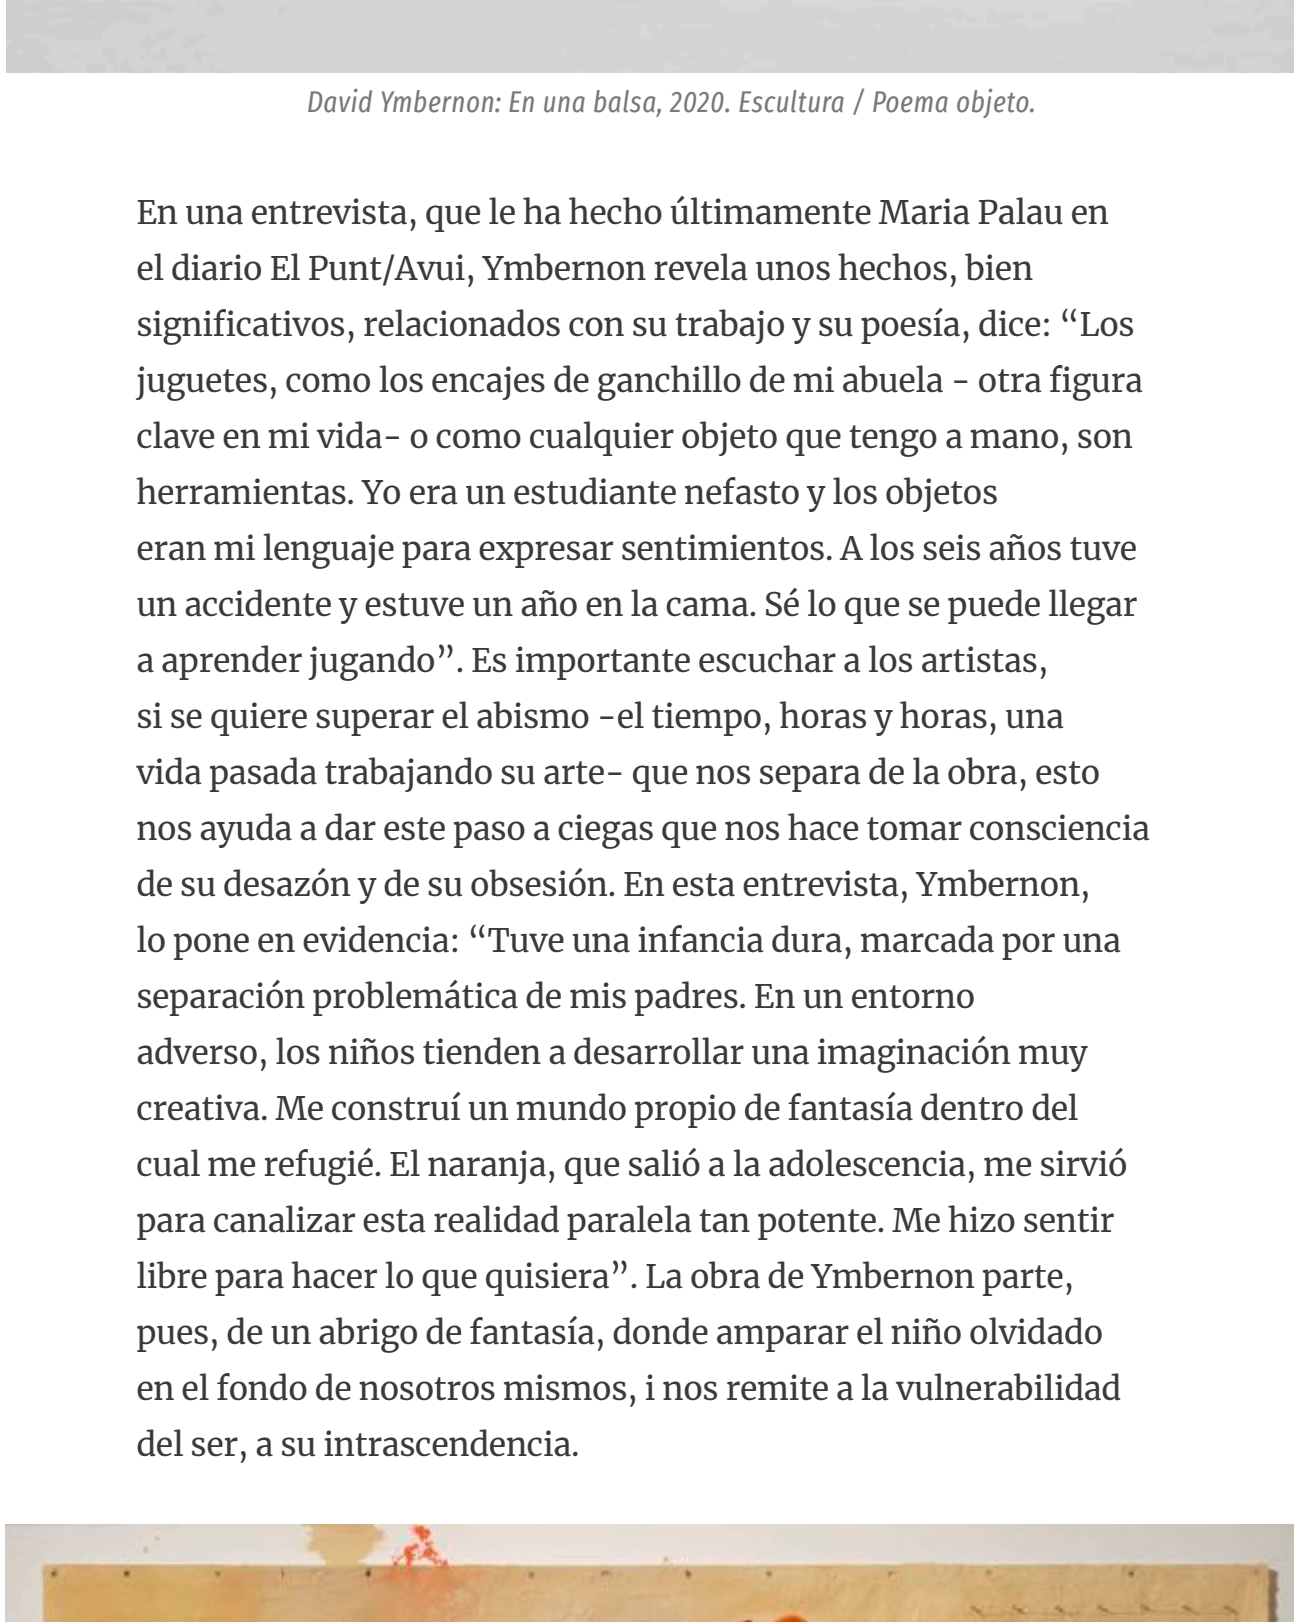 David Ymbernon: En una balsa, 2020. Escultura / Poema objeto.
En una entrevista, que le ha hecho últimamente Maria Palau en
el diario El Punt/Avui, Ymbernon revela unos hechos, bien
significativos, relacionados con su trabajo y su poesía, dice: “Los
juguetes, como los encajes de ganchillo de mi abuela - otra figura
clave en mi vida- o como cualquier objeto que tengo a mano, son
herramientas. Yo era un estudiante nefasto y los objetos
eran mi lenguaje para expresar sentimientos. A los seis años tuve
un accidente y estuve un año en la cama. Sé lo que se puede llegar
a aprender jugando”. Es importante escuchar a los artistas,
si se quiere superar el abismo -el tiempo, horas y horas, una
vida pasada trabajando su arte- que nos separa de la obra, esto
nos ayuda a dar este paso a ciegas que nos hace tomar consciencia
de su desazón y de su obsesión. En esta entrevista, Ymbernon,
lo pone en evidencia: “Tuve una infancia dura, marcada por una
separación problemática de mis padres. En un entorno
adverso, los niños tienden a desarrollar una imaginación muy
creativa. Me construí un mundo propio de fantasía dentro del
cual me refugié. El naranja, que salió a la adolescencia, me sirvió
para canalizar esta realidad paralela tan potente. Me hizo sentir
libre para hacer lo que quisiera”. La obra de Ymbernon parte,
pues, de un abrigo de fantasía, donde amparar el niño olvidado
en el fondo de nosotros mismos, i nos remite a la vulnerabilidad
del ser, a su intrascendencia.